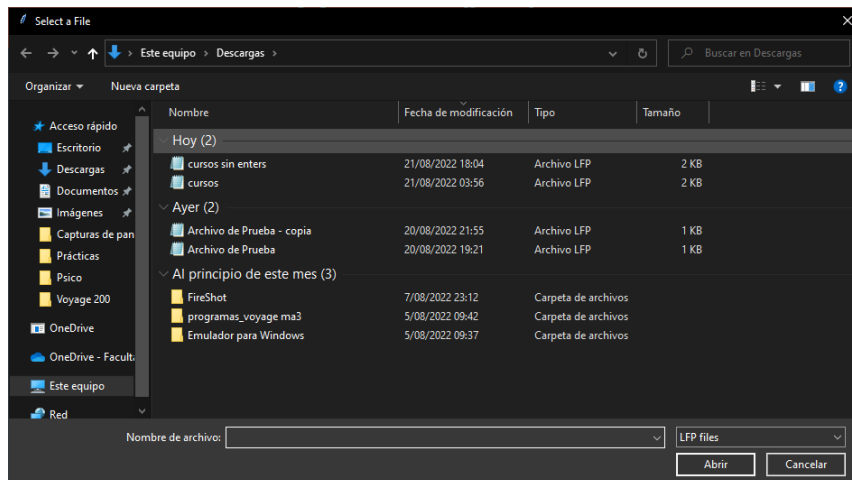 Select a File
Este equipo > Descargas >
Buscar en Descargas
Organizar
Nueva carpeta
Nombre
Fecha de modificación
Tipo
Tamaño
Acceso rápido
Escritorio
Descargas
Documentos
Imágenes
Capturas de pan
Prácticas
Psico
Voyage 200
OneDrive
OneDrive - Facult
Este equipo
Red
Hoy (2)
cursos sin enters 21/08/2022 18:04 Archivo LFP 2 KB
cursos 21/08/2022 03:56 Archivo LFP 2 KB
Ayer (2)
Archivo de Prueba - copia 20/08/2022 21:55 Archivo LFP 1 KB
Archivo de Prueba 20/08/2022 19:21 Archivo LFP 1 KB
Al principio de este mes (3)
FireShot 7/08/2022 23:12 Carpeta de archivos
programas_voyage ma3 5/08/2022 09:42 Carpeta de archivos
Emulador para Windows 5/08/2022 09:37 Carpeta de archivos
Nombre de archivo:
LFP files
Abrir
Cancelar